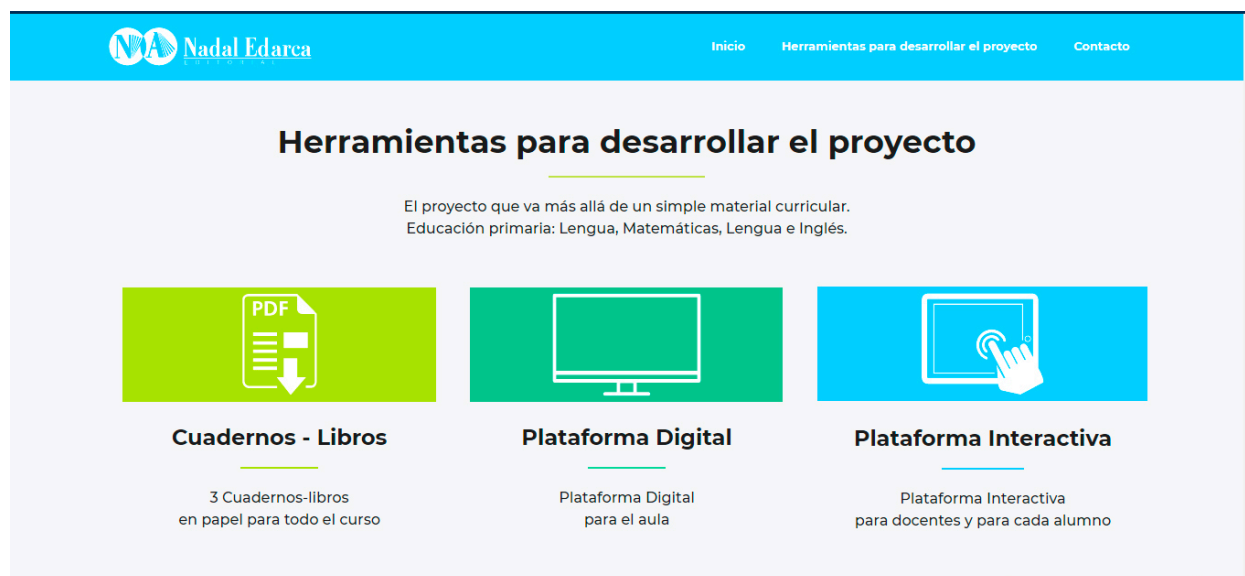 NA Nadal Edarca
EDITORIAL
Inicio
Herramientas para desarrollar el proyecto
Contacto
Herramientas para desarrollar el proyecto
El proyecto que va más allá de un simple material curricular.
Educación primaria: Lengua, Matemáticas, Lengua e Inglés.
PDF
Cuadernos - Libros
3 Cuadernos-libros
en papel para todo el curso
Plataforma Digital
Plataforma Digital
para el aula
Plataforma Interactiva
Plataforma Interactiva
para docentes y para cada alumno